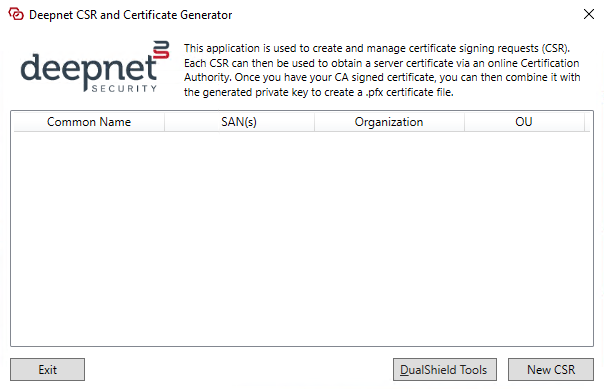 Deepnet CSR and Certificate Generator
deepnet
SECURITY
This application is used to create and manage certificate signing requests (CSR).
Each CSR can then be used to obtain a server certificate via an online Certification
Authority. Once you have your CA signed certificate, you can then combine it with
the generated private key to create a .pfx certificate file.
Common Name SAN(s) Organization OU
Exit DualShield Tools New CSR